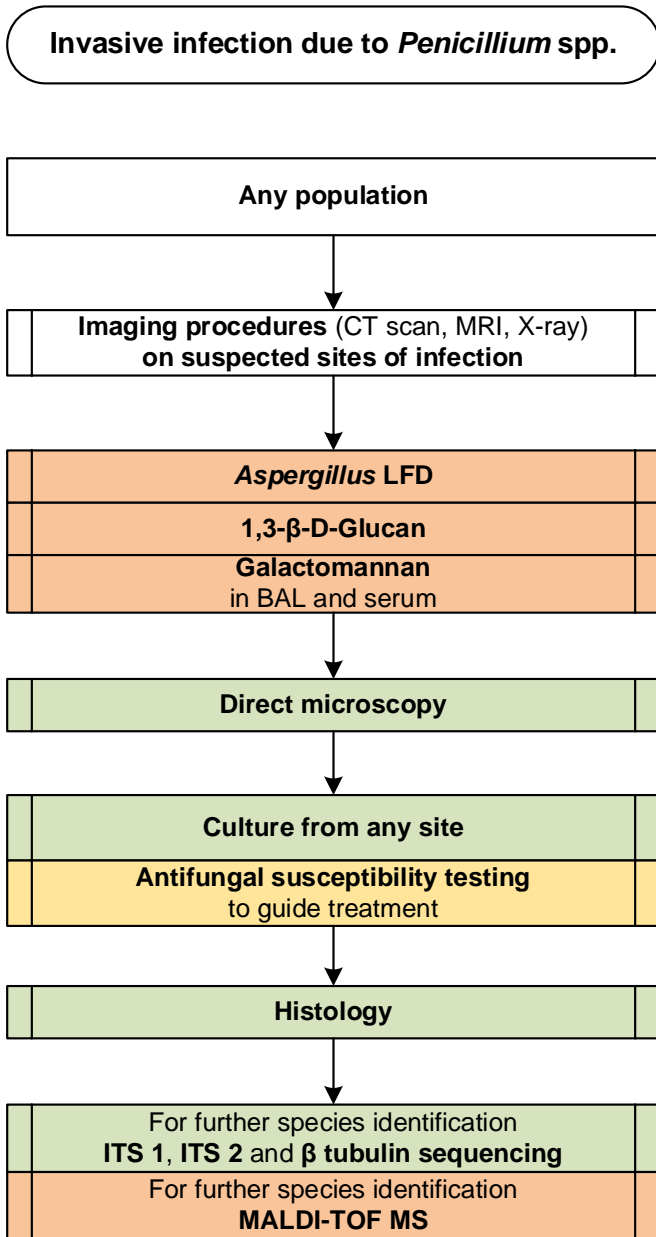 Invasive infection due to Penicillium spp.
Any population
Imaging procedures (CT scan, MRI, X-ray)
on suspected sites of infection
Aspergillus LFD
1,3-β-D-Glucan
Galactomannan
in BAL and serum
Direct microscopy
Culture from any site
Antifungal susceptibility testing
to guide treatment
Histology
For further species identification
ITS 1, ITS 2 and β tubulin sequencing
For further species identification
MALDI-TOF MS